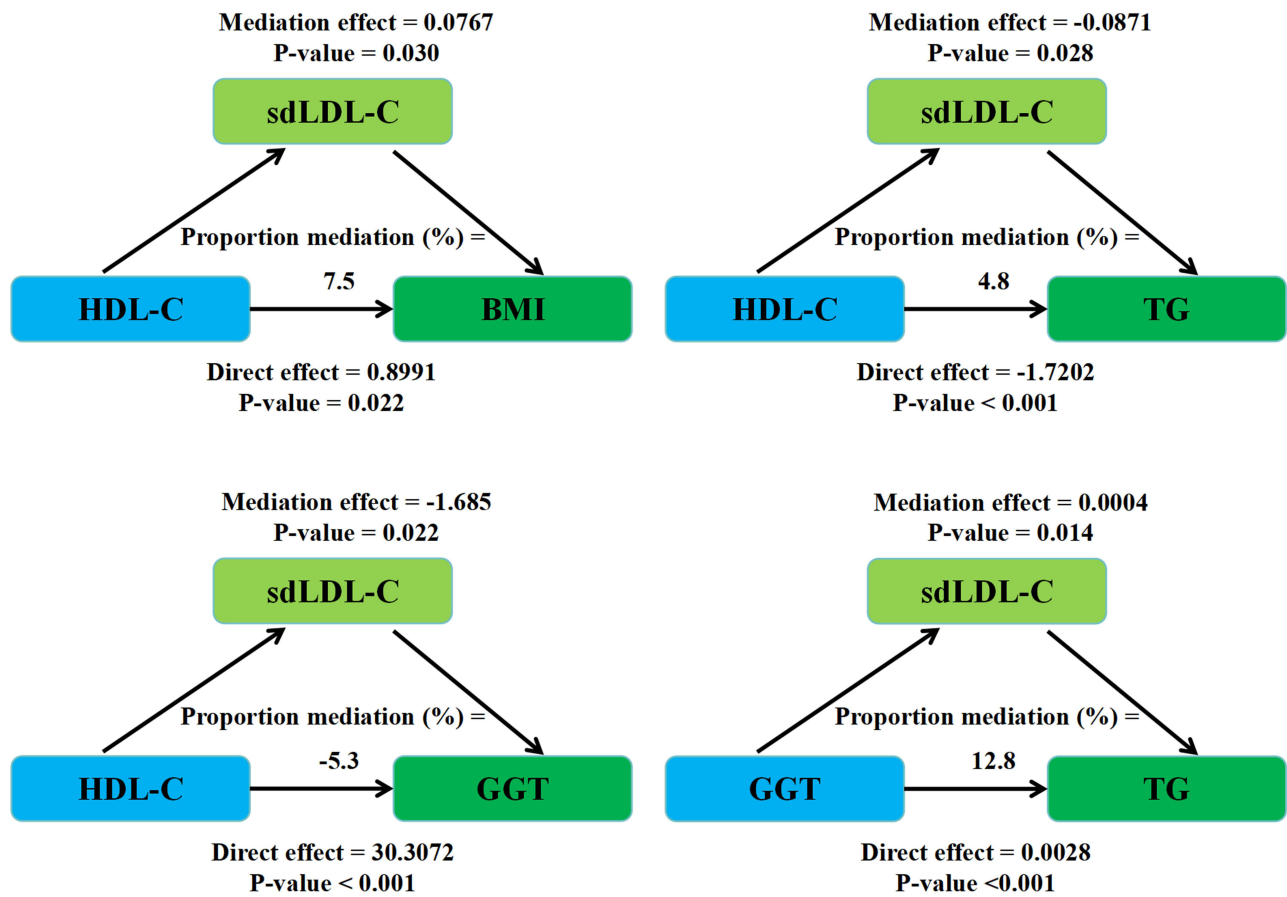 Mediation effect = 0.0767
P-value = 0.030
sdLDL-C
Proportion mediation (%) =
7.5
HDL-C
BMI
Direct effect = 0.8991
P-value = 0.022
Mediation effect = -0.0871
P-value = 0.028
sdLDL-C
Proportion mediation (%) =
4.8
HDL-C
TG
Direct effect = -1.7202
P-value < 0.001
Mediation effect = -1.685
P-value = 0.022
sdLDL-C
Proportion mediation (%) =
-5.3
HDL-C
GGT
Direct effect = 30.3072
P-value < 0.001
Mediation effect = 0.0004
P-value = 0.014
sdLDL-C
Proportion mediation (%) =
12.8
GGT
TG
Direct effect = 0.0028
P-value <0.001